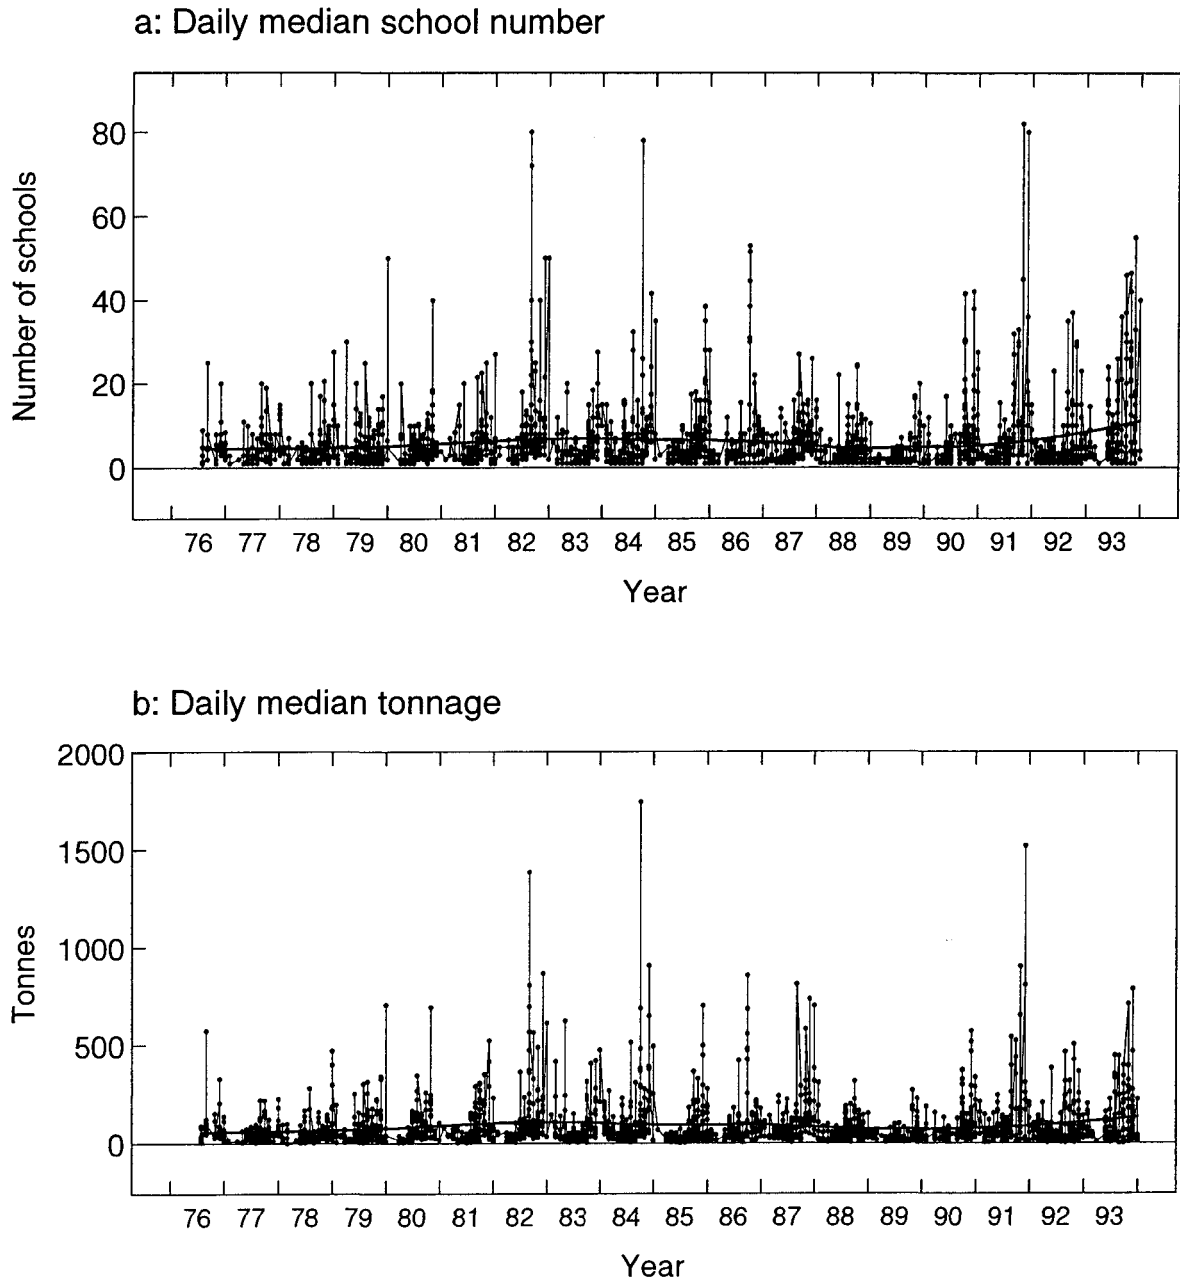 a: Daily median school number
80
60
40
20
0
Number of schools
76 77 78 79 80 81 82 83 84 85 86 87 88 89 90 91 92 93
Year
b: Daily median tonnage
2000
1500
1000
500
0
Tonnes
76 77 78 79 80 81 82 83 84 85 86 87 88 89 90 91 92 93
Year